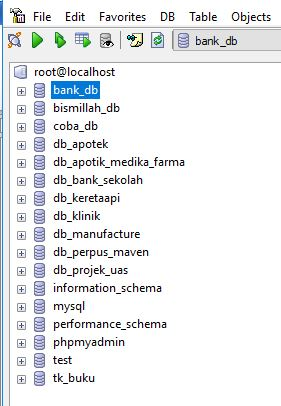 File Edit Favorites DB Table Objects
bank_db
root@localhost
bank_db
bismillah_db
coba_db
db_apotek
db_apotik_medika_farma
db_bank_sekolah
db_keretaapi
db_klinik
db_manufacture
db_perpus_maven
db_projek_uas
information_schema
mysql
performance_schema
phpmyadmin
test
tk_buku